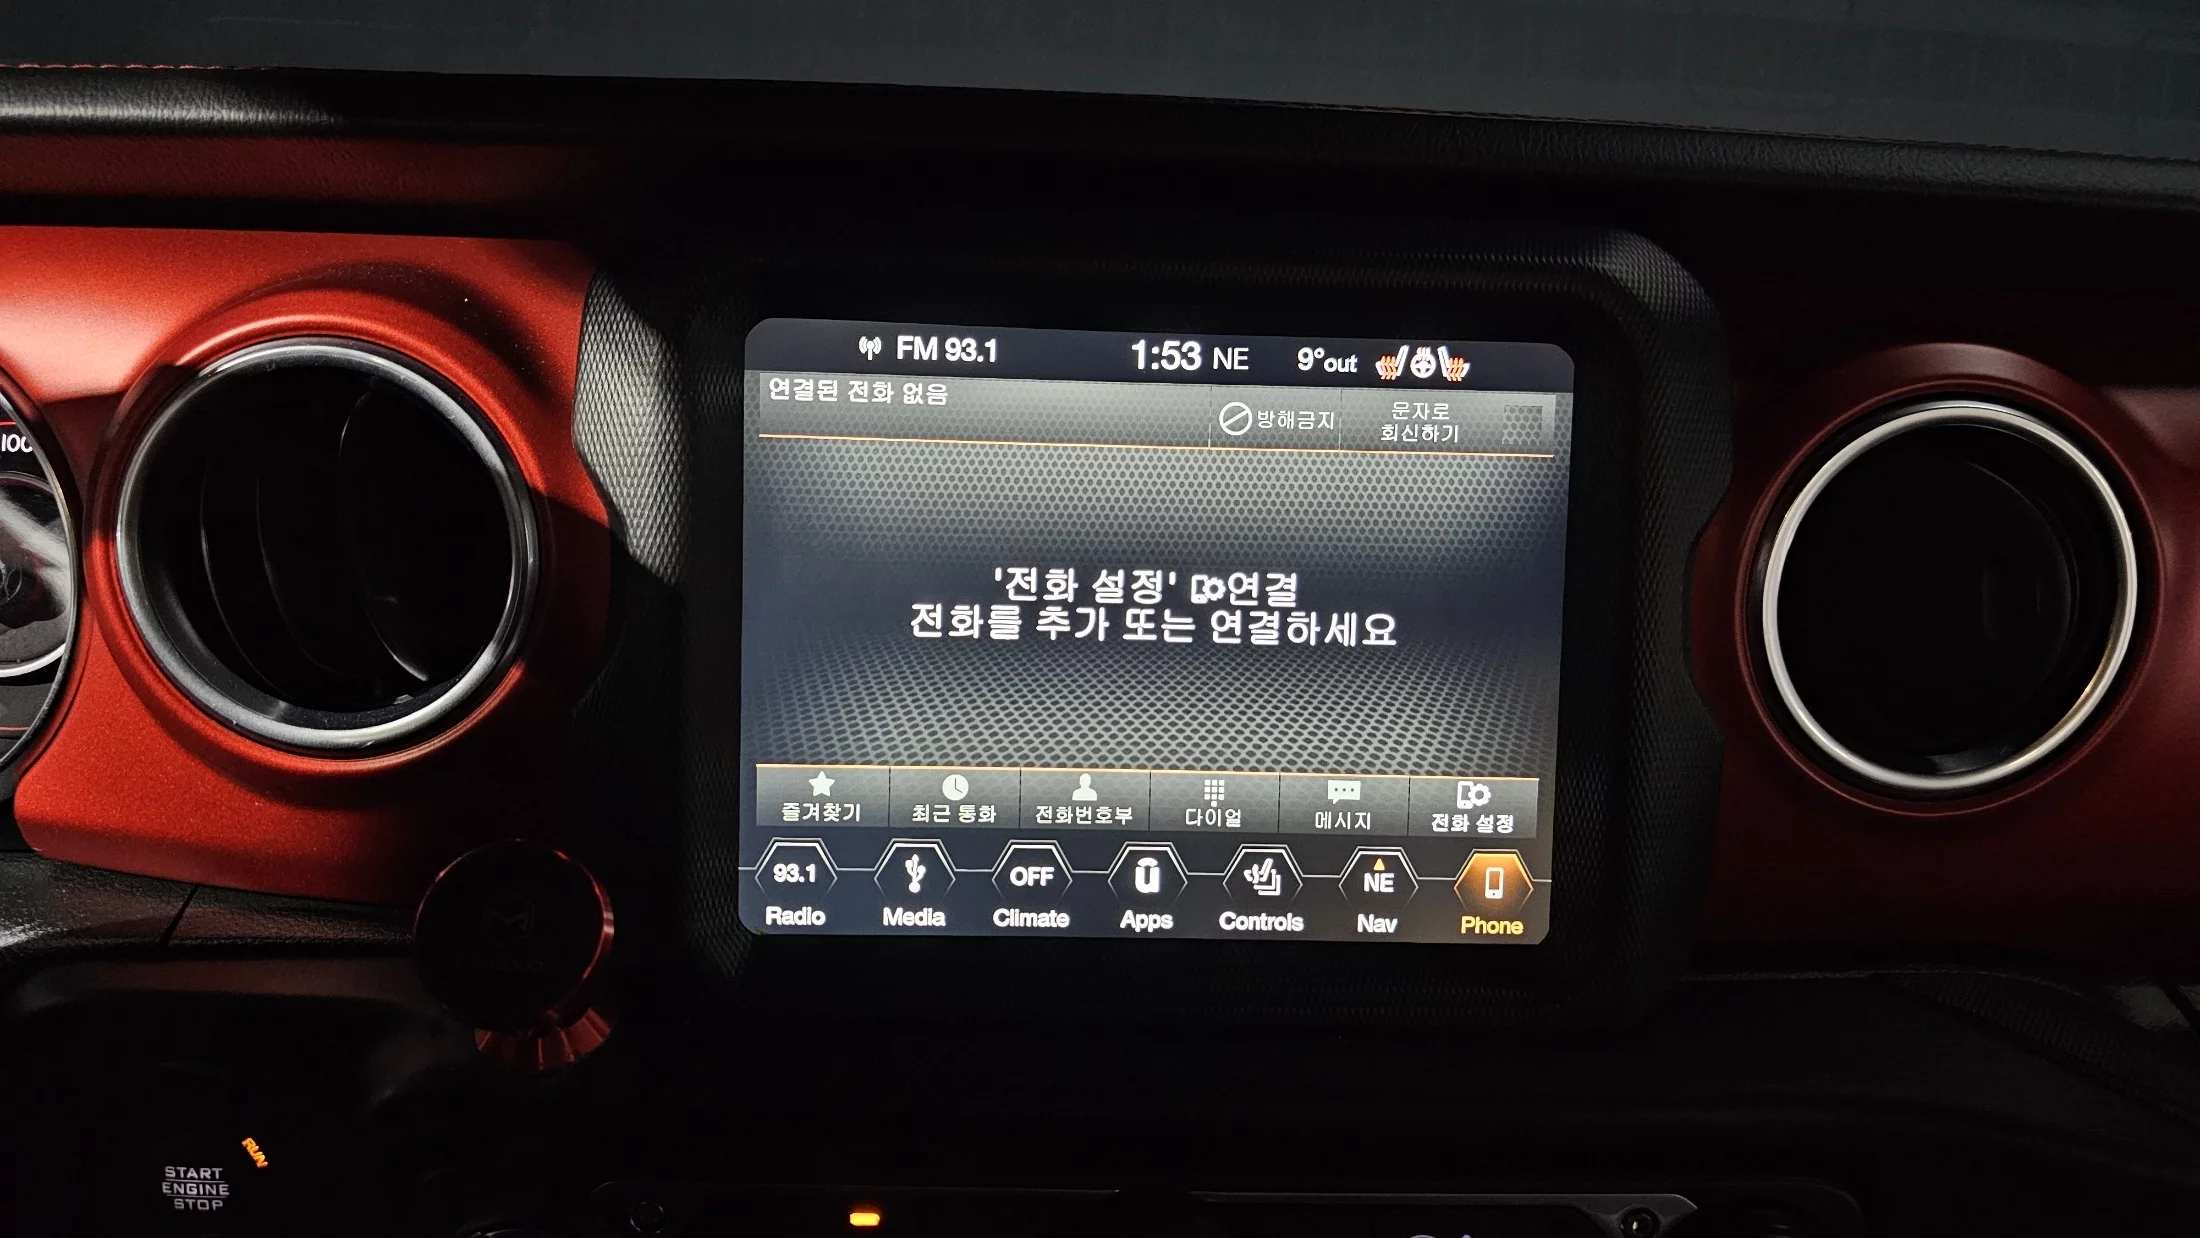 FM 93.1
1:53 NE
9°out
연결된 전화 없음
방해금지
문자로
회신하기
'전화 설정' 연결
전화를 추가 또는 연결하세요
즐겨찾기
최근 통화
전화번호부
다이얼
메시지
전화 설정
93.1
OFF
NE
Radio
Media
Climate
Apps
Controls
Nav
Phone
100
RUN
START
ENGINE
STOP